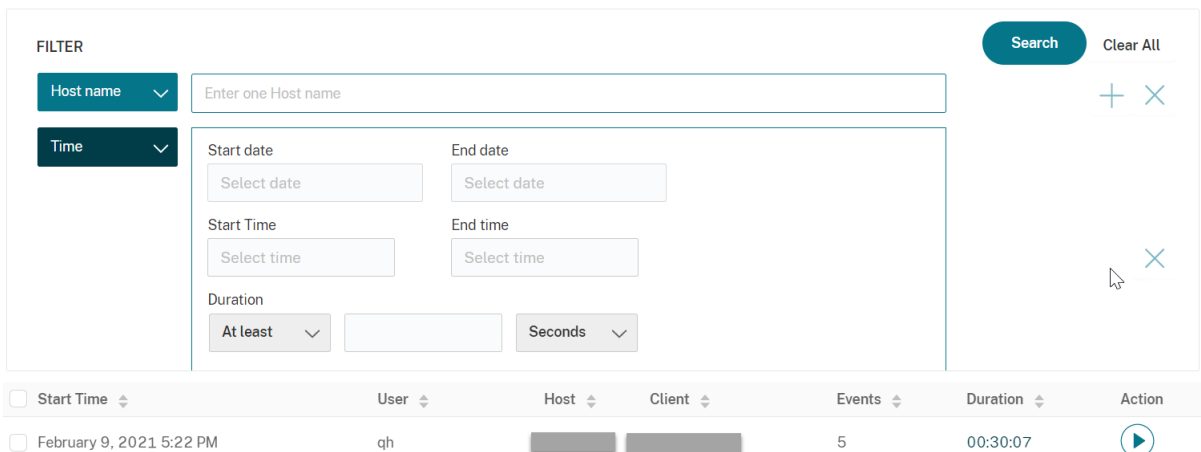 FILTER
Search
Clear All
Host name
Enter one Host name
Time
Start date
End date
Select date
Select date
Start Time
End time
Select time
Select time
Duration
At least
Seconds
Start Time User Host Client Events Duration Action
February 9, 2021 5:22 PM qh 5 00:30:07